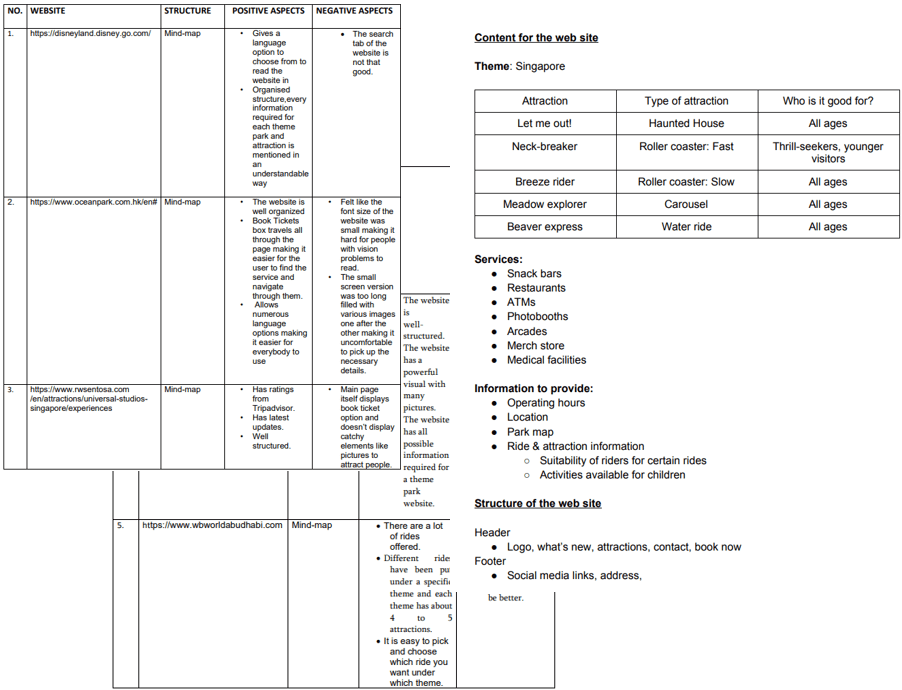 NO. WEBSITE STRUCTURE POSITIVE ASPECTS NEGATIVE ASPECTS
1. https://disneyland.disney.go.com/ Mind-map
• Gives a
language
option to
choose from to
read the
website in
• Organised
structure,every
information
required for
each theme
park and
attraction is
mentioned in
an
understandable
way
• The search
tab of the
website is
not that
good.
2. https://www.oceanpark.com.hk/en# Mind-map
• The website is
well organized
• Book Tickets
box travels all
through the
page making it
easier for the
user to find the
service and
navigate
through them.
• Allows
numerous
language
options making
it easier for
everybody to
use
• Felt like the
font size of the
website was
small making it
hard for people
with vision
problems to
read.
• The small
screen version
was too long
filled with
various images
one after the
other making it
uncomfortable
to pick up the
necessary
details.
3. https://www.rwsentosa.com
/en/attractions/universal-studios-
singapore/experiences
Mind-map
• Has ratings
from
Tripadvisor.
• Has latest
updates.
• Well
structured.
• Main page
itself displays
book ticket
option and
doesn't display
catchy
elements like
pictures to
attract people.
The website
is
well-
structured.
The website
has a
powerful
visual with
many
pictures.
The website
has all
possible
information
required for
a theme
park
website.
5. https://www.wbworldabudhabi.com Mind-map
• There are a lot
of rides
offered.
• Different rides
have been pu
under a specifi
theme and each
theme has about
4 to 5
attractions.
• It is easy to pick
and choose
which ride you
want under
which theme.
be better.
Content for the web site
Theme: Singapore
Attraction Type of attraction Who is it good for?
Let me out! Haunted House All ages
Neck-breaker Roller coaster: Fast Thrill-seekers, younger
visitors
Breeze rider Roller coaster: Slow All ages
Meadow explorer Carousel All ages
Beaver express Water ride All ages
Services:
● Snack bars
● Restaurants
● ATMs
● Photobooths
● Arcades
● Merch store
● Medical facilities
Information to provide:
● Operating hours
● Location
● Park map
● Ride & attraction information
○ Suitability of riders for certain rides
○ Activities available for children
Structure of the web site
Header
● Logo, what's new, attractions, contact, book now
Footer
● Social media links, address,